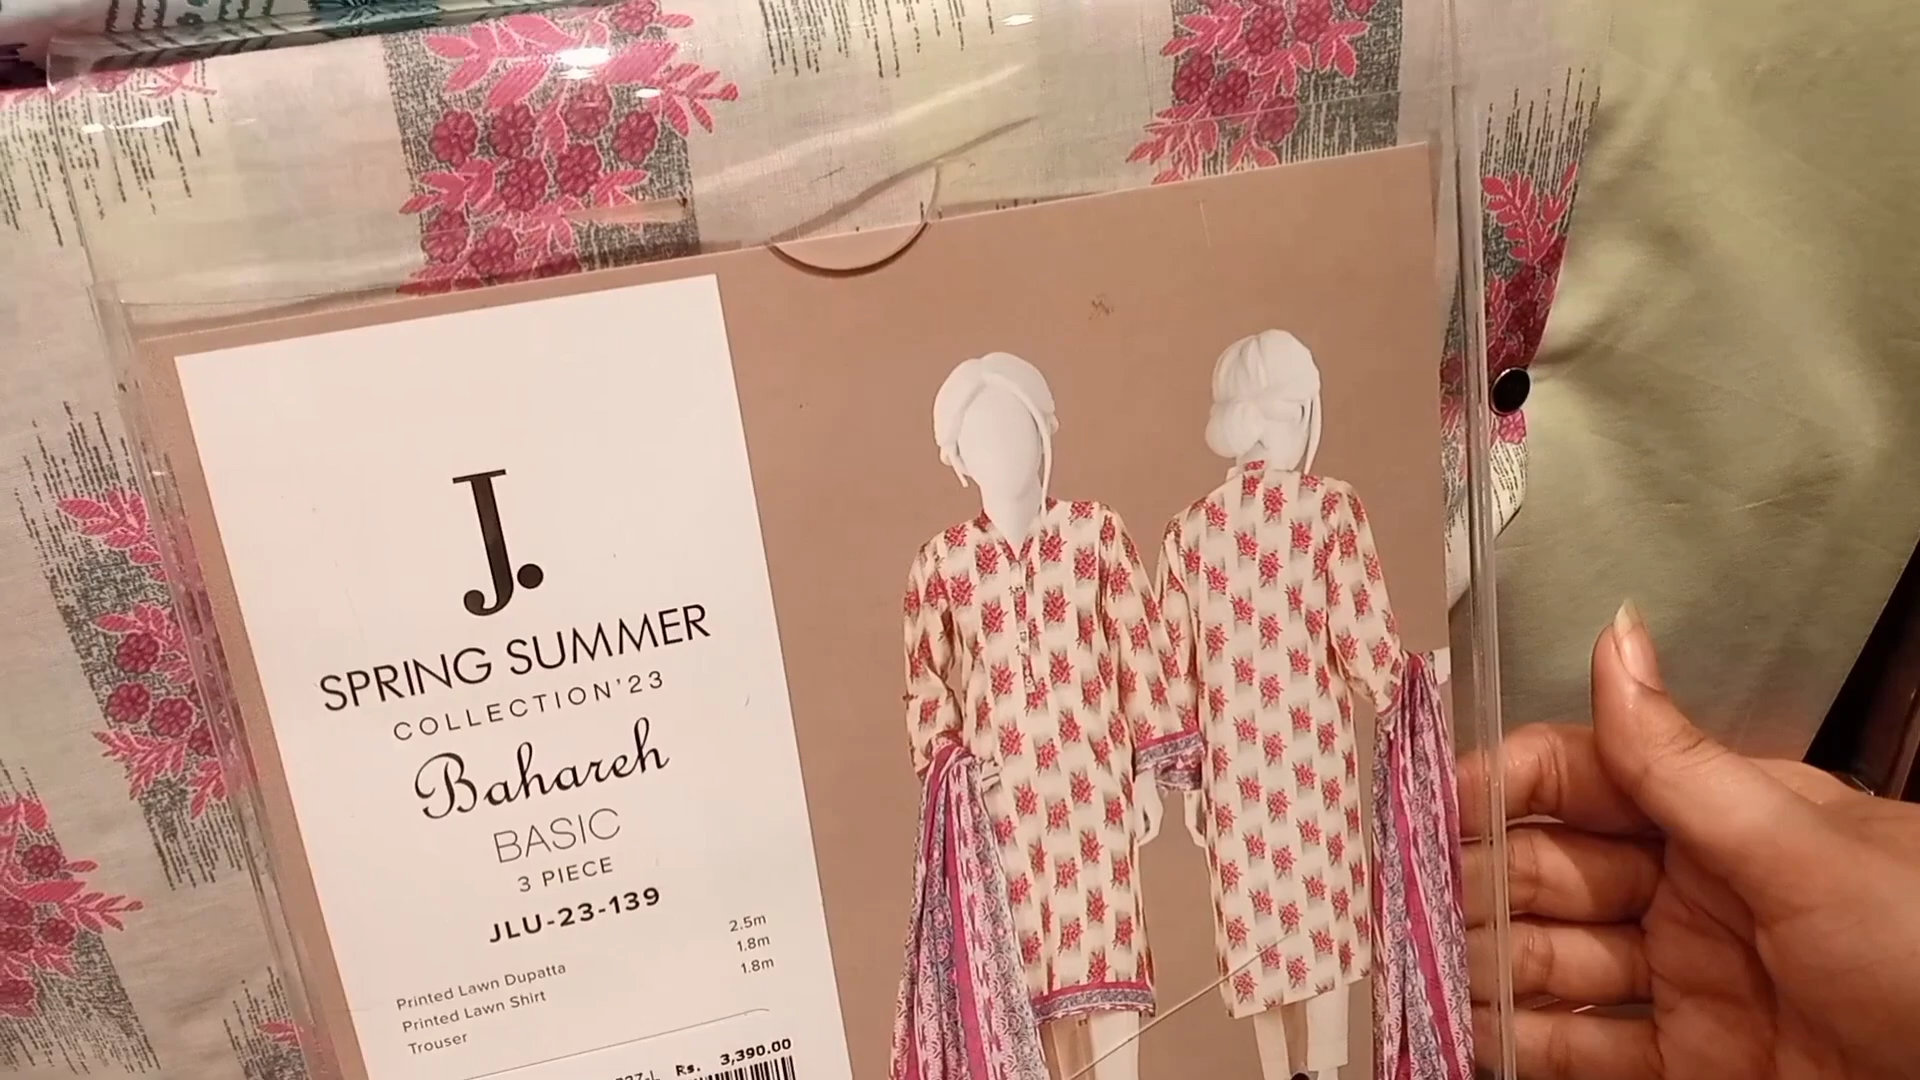 J.
SPRING SUMMER
COLLECTION'23
Bahareh
BASIC
3 PIECE
JLU-23-139
Printed Lawn Dupatta 2.5m
Printed Lawn Shirt 1.8m
Trouser 1.8m
Rs. 3,390.00